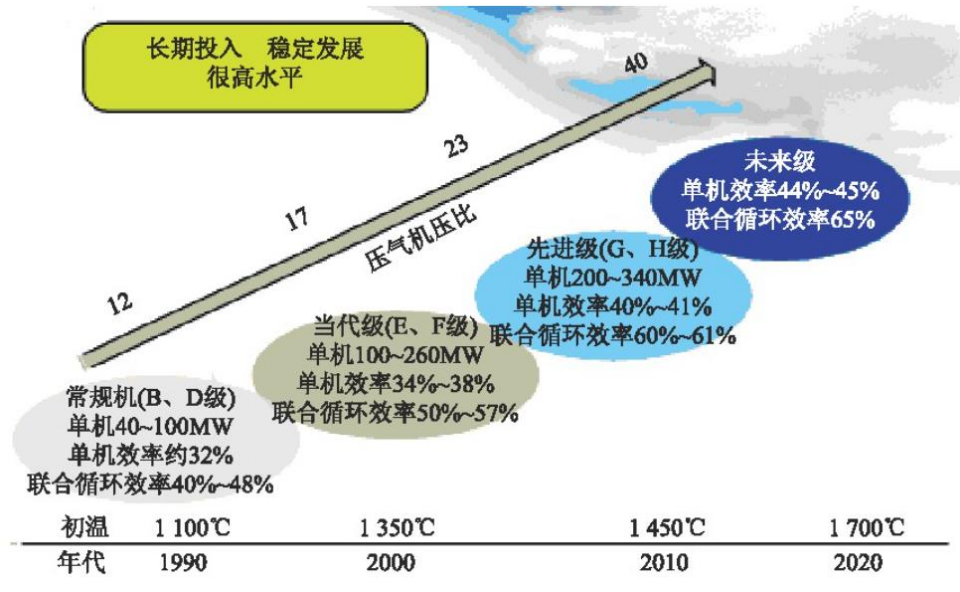 长期投入 稳定发展
很高水平
40
23
17
12
压气机压比
未来级
单机效率44%~45%
联合循环效率65%
先进级(G、H级)
单机200~340MW
单机效率40%~41%
联合循环效率60%~61%
当代级(E、F级)
单机100~260MW
单机效率34%~38%
联合循环效率50%~57%
常规机(B、D级)
单机40~100MW
单机效率约32%
联合循环效率40%~48%
初温 1 100℃ 1 350℃ 1 450℃ 1 700℃
年代 1990 2000 2010 2020